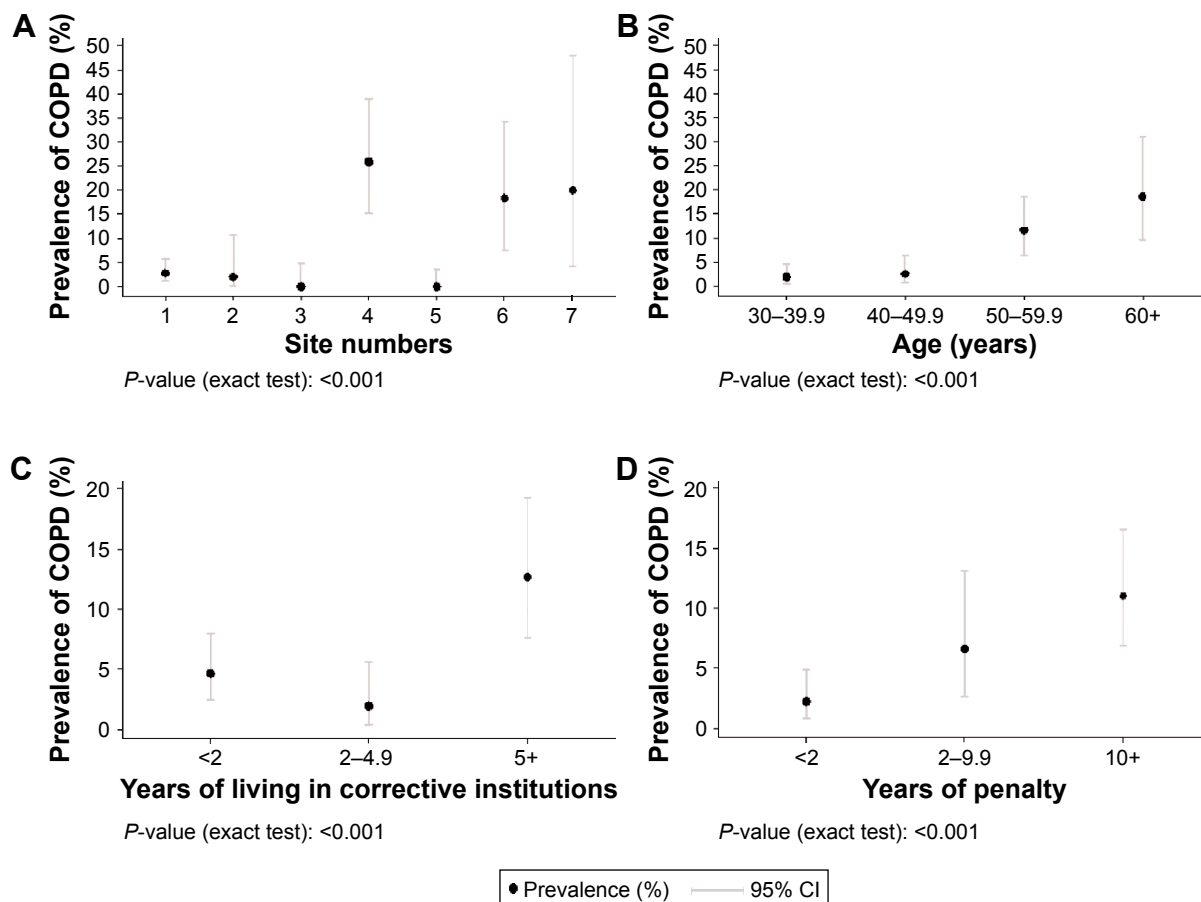 A
Prevalence of COPD (%)
50
45
40
35
30
25
20
15
10
5
0
1 2 3 4 5 6 7
Site numbers
P-value (exact test): <0.001
B
Prevalence of COPD (%)
50
45
40
35
30
25
20
15
10
5
0
30–39.9 40–49.9 50–59.9 60+
Age (years)
P-value (exact test): <0.001
C
Prevalence of COPD (%)
20
15
10
5
0
<2 2–4.9 5+
Years of living in corrective institutions
P-value (exact test): <0.001
D
Prevalence of COPD (%)
20
15
10
5
0
<2 2–9.9 10+
Years of penalty
P-value (exact test): <0.001
Prevalence (%) 95% CI